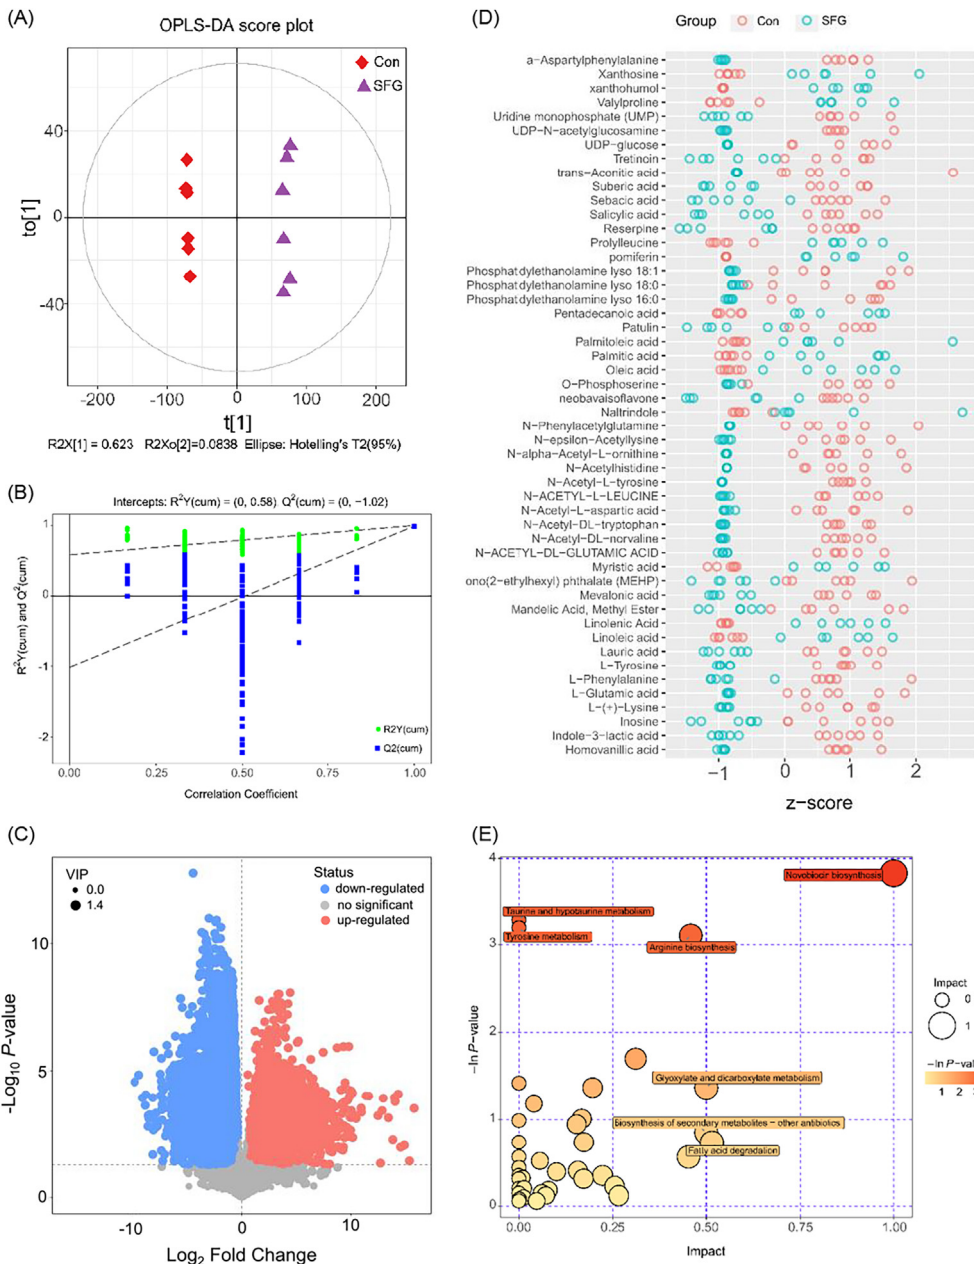 (A)
OPLS-DA score plot
Con
SFG
to[1]
40
0
-40
-200
-100
0
100
200
t[1]
R2X[1] = 0.623 R2Xo[2]=0.0838 Ellipse: Hotelling's T2(95%)
(B)
Intercepts: R²Y(cum) = (0, 0.58) Q²(cum) = (0, −1.02)
R²Y(cum) and Q²(cum)
1
0
-1
-2
R2Y(cum)
Q2(cum)
0.00
0.25
0.50
0.75
1.00
Correlation Coefficient
(C)
VIP
0.0
1.4
Status
down-regulated
no significant
up-regulated
-Log10 P-value
10
5
0
-10
0
10
Log2 Fold Change
(D)
Group
Con
SFG
a−Aspartylphenylalanine
Xanthosine
xanthohumol
Valylproline
Uridine monophosphate (UMP)
UDP−N−acetylglucosamine
UDP−glucose
Tretinoin
trans−Aconitic acid
Suberic acid
Sebacic acid
Salicylic acid
Reserpine
Prolylleucine
pomiferin
Phosphatidylethanolamine lyso 18:1
Phosphatidylethanolamine lyso 18:0
Phosphatidylethanolamine lyso 16:0
Pentadecanoic acid
Patulin
Palmitoleic acid
Palmitic acid
Oleic acid
O−Phosphoserine
neobavaisoflavone
Naltrindole
N−Phenylacetylglutamine
N−epsilon−Acetyllysine
N−alpha−Acetyl−L−ornithine
N−Acetylhistidine
N−Acetyl−L−tyrosine
N−ACETYL−L−LEUCINE
N−Acetyl−L−aspartic acid
N−Acetyl−DL−tryptophan
N−Acetyl−DL−norvaline
N−ACETYL−DL−GLUTAMIC ACID
Myristic acid
ono(2−ethylhexyl) phthalate (MEHP)
Mevalonic acid
Mandelic Acid, Methyl Ester
Linolenic Acid
Linoleic acid
Lauric acid
L−Tyrosine
L−Phenylalanine
L−Glutamic acid
L−(+)−Lysine
Inosine
Indole−3−lactic acid
Homovanillic acid
−1
0
1
2
z−score
(E)
Novobiocin biosynthesis
Taurine and hypotaurine metabolism
Tyrosine metabolism
Arginine biosynthesis
Glyoxylate and dicarboxylate metabolism
Biosynthesis of secondary metabolites − other antibiotics
Fatty acid degradation
−ln P−value
4
3
2
1
0
0.00
0.25
0.50
0.75
1.00
Impact
Impact
0
1
−ln P−val
1 2 3